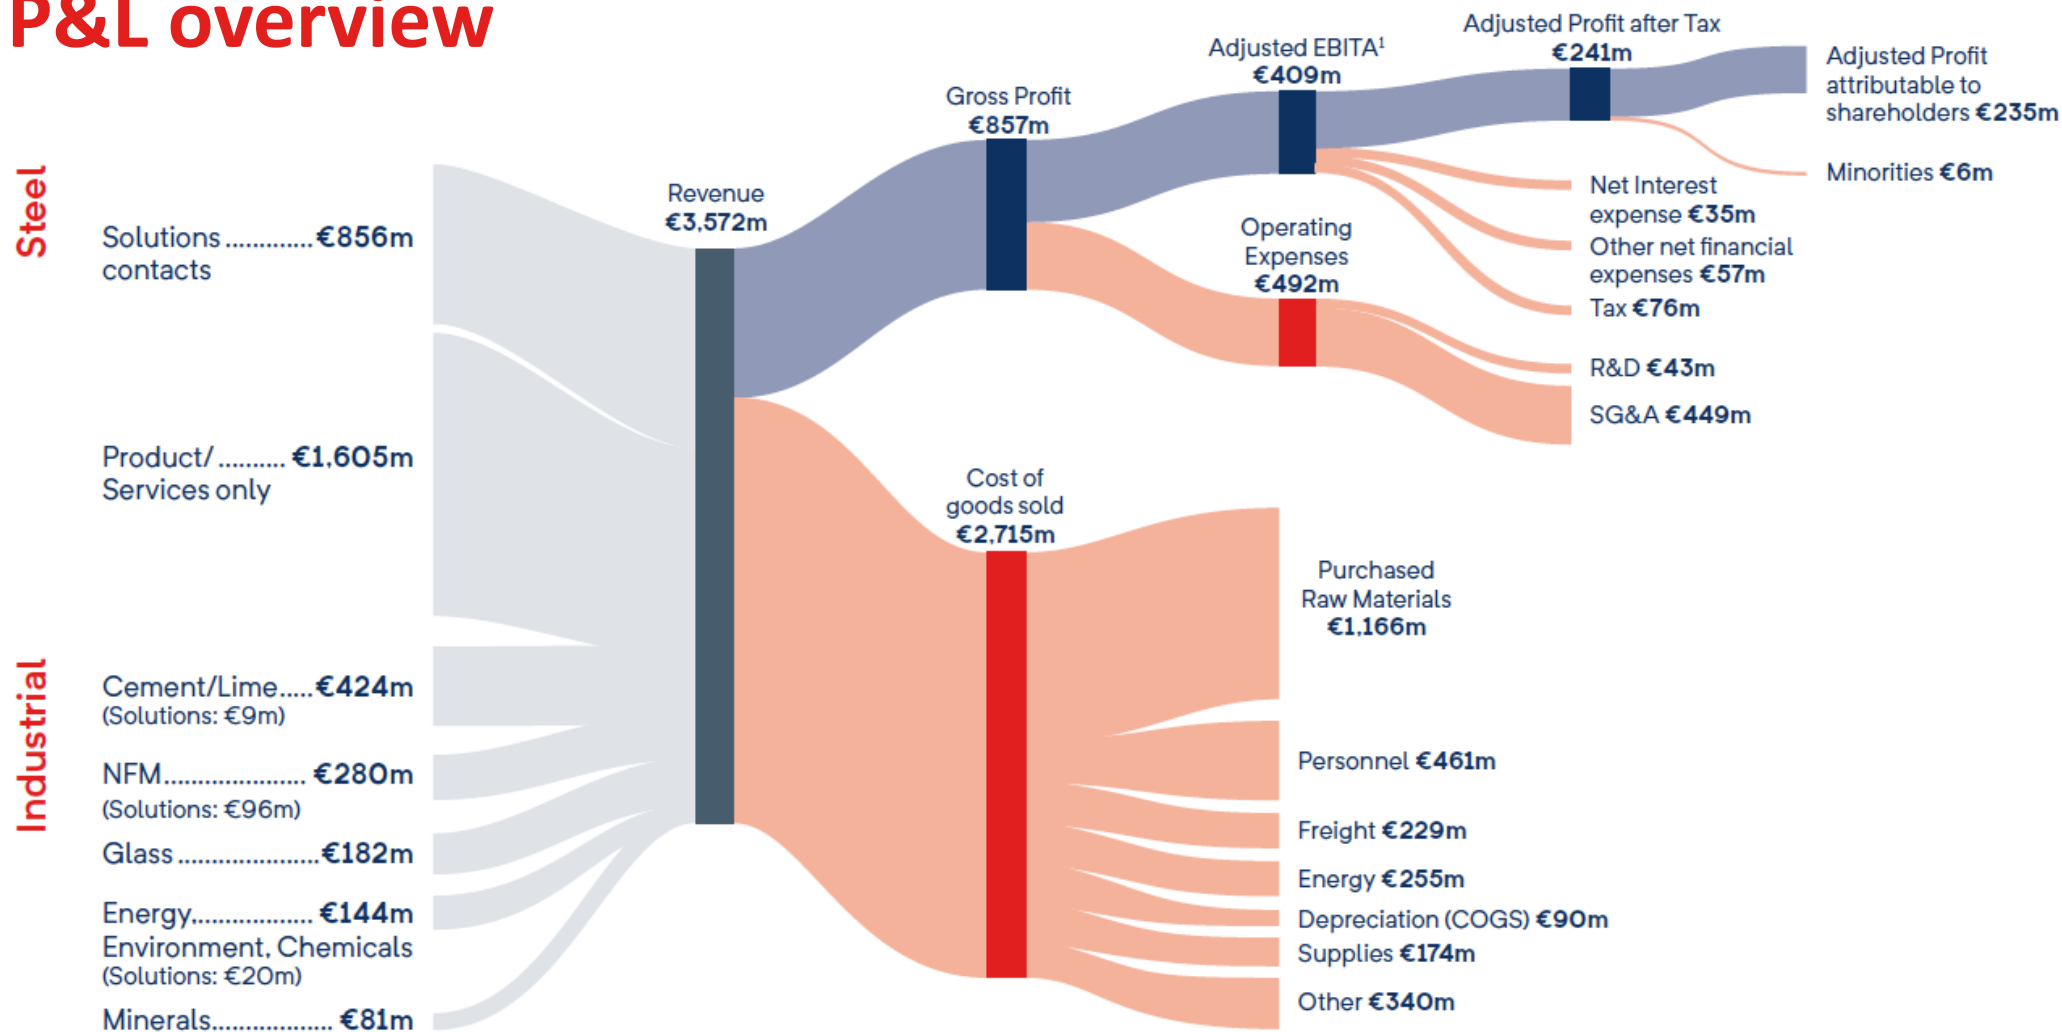 P&L overview
Steel
Solutions ............. €856m
contacts
Product/ .......... €1,605m
Services only
Industrial
Cement/Lime..... €424m
(Solutions: €9m)
NFM..................... €280m
(Solutions: €96m)
Glass ..................... €182m
Energy.................. €144m
Environment, Chemicals
(Solutions: €20m)
Minerals.................. €81m
Revenue
€3,572m
Gross Profit
€857m
Cost of
goods sold
€2,715m
Adjusted EBITA¹
€409m
Operating
Expenses
€492m
Adjusted Profit after Tax
€241m
Adjusted Profit
attributable to
shareholders €235m
Minorities €6m
Net Interest
expense €35m
Other net financial
expenses €57m
Tax €76m
R&D €43m
SG&A €449m
Purchased
Raw Materials
€1,166m
Personnel €461m
Freight €229m
Energy €255m
Depreciation (COGS) €90m
Supplies €174m
Other €340m